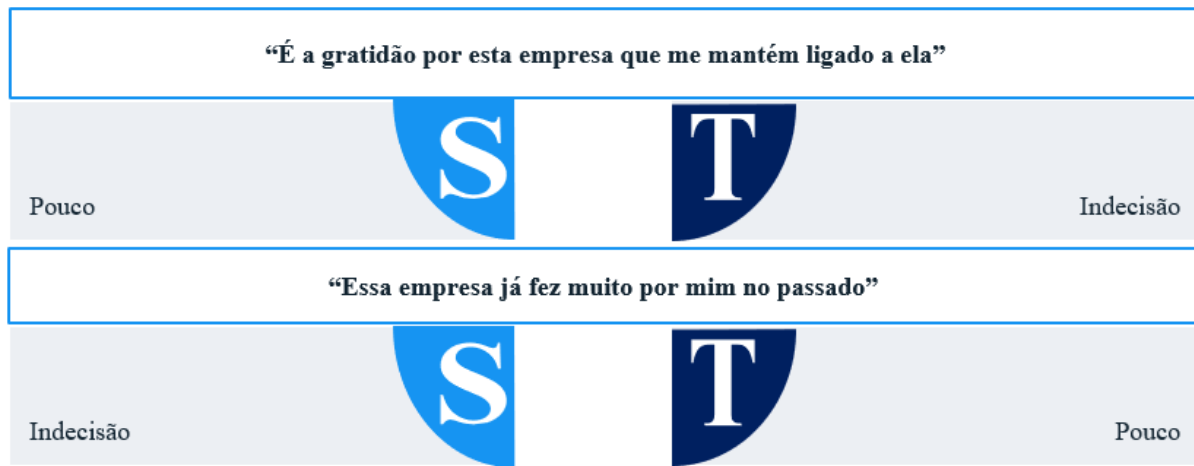 “É a gratidão por esta empresa que me mantém ligado a ela”
S T
Pouco Indecisão
“Essa empresa já fez muito por mim no passado”
S T
Indecisão Pouco